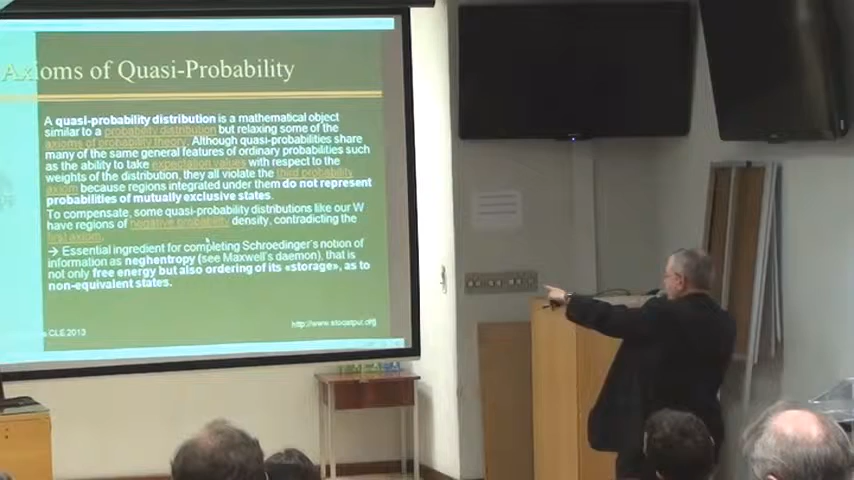 Axioms of Quasi-Probability
A quasi-probability distribution is a mathematical object
similar to a probability distribution but relaxing some of the
axioms of probability theory. Although quasi-probabilities share
many of the same general features of ordinary probabilities such
as the ability to take expectation values with respect to the
weights of the distribution, they all violate the third probability
axiom because regions integrated under them do not represent
probabilities of mutually exclusive states.
To compensate, some quasi-probability distributions like our W
have regions of negative probability density, contradicting the
first axiom.
→ Essential ingredient for completing Schroedinger's notion of
information as neghentropy (see Maxwell's daemon), that is
not only free energy but also ordering of its «storage», as to
non-equivalent states.
CLE 2013